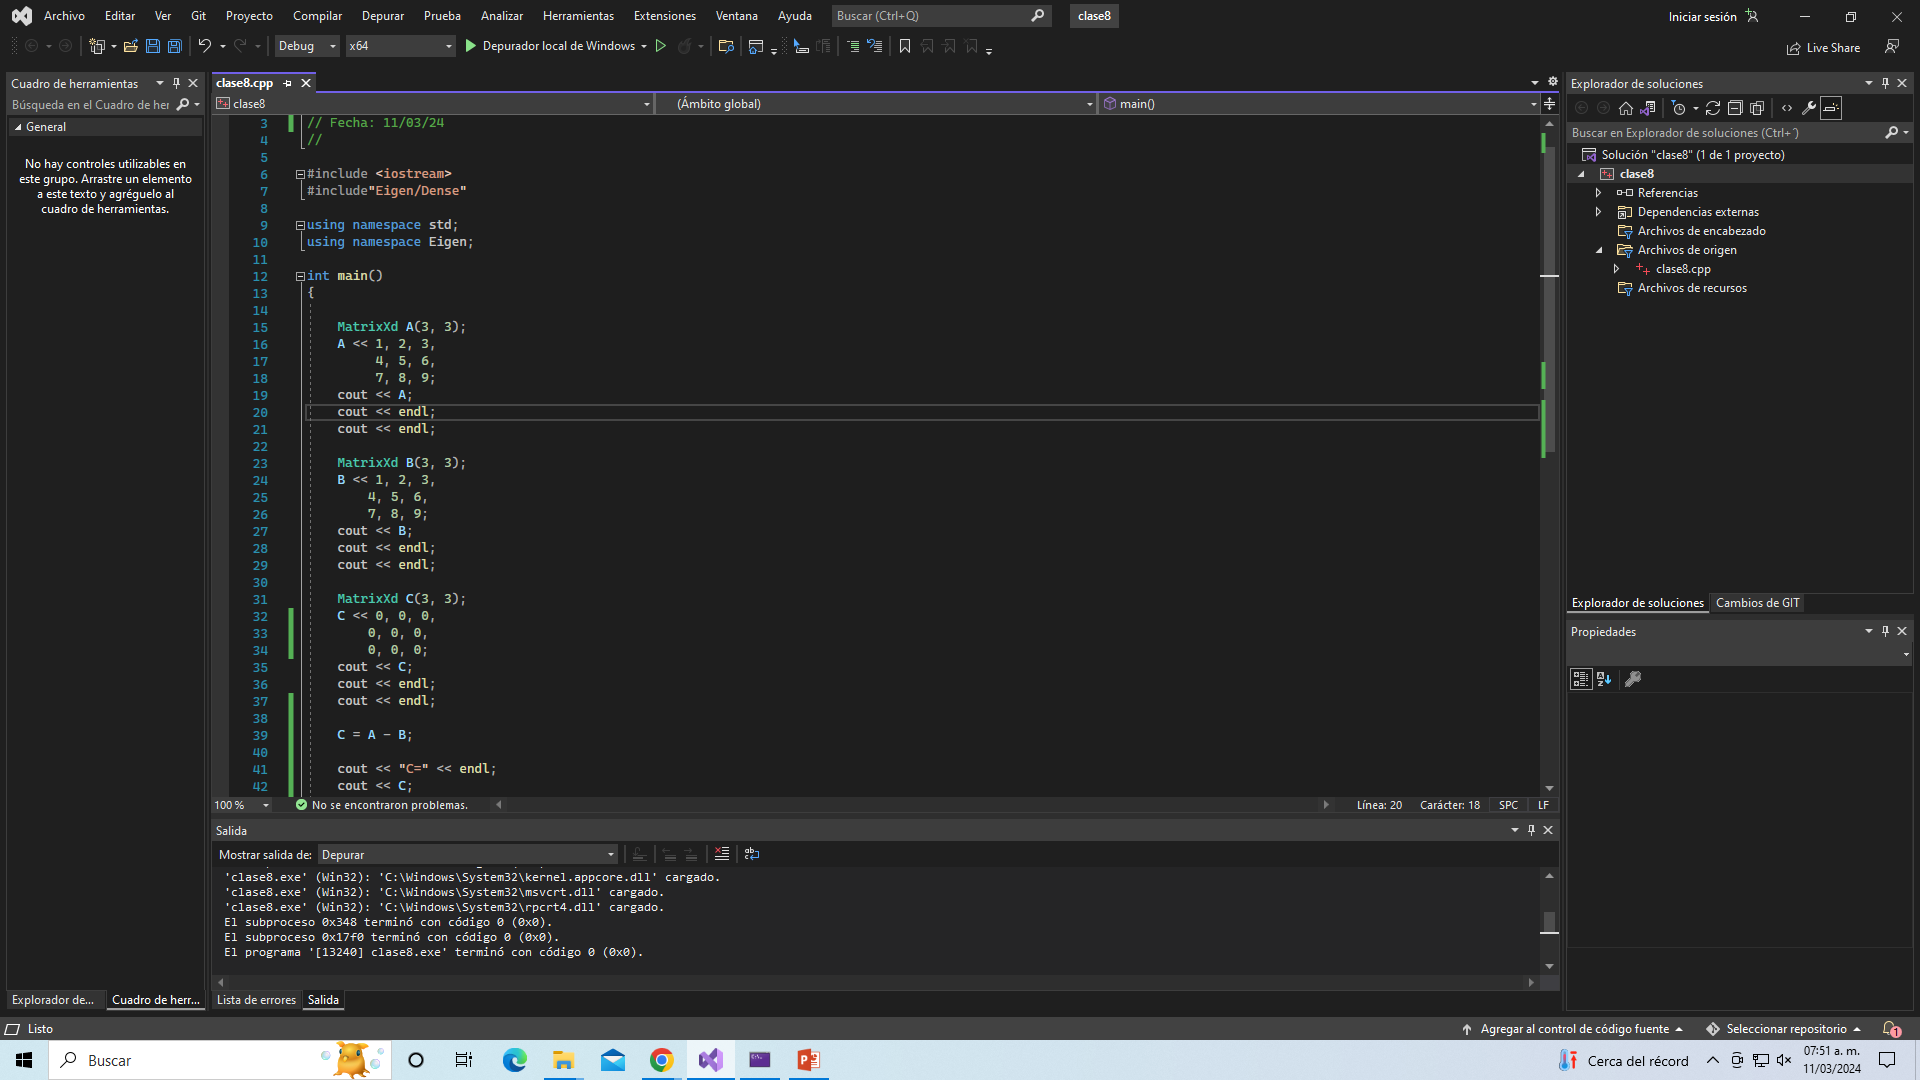 Archivo Editar Ver Git Proyecto Compilar Depurar Prueba Analizar Herramientas Extensiones Ventana Ayuda Buscar (Ctrl+Q) clase8 Iniciar sesión
Debug x64 Depurador local de Windows Live Share
Cuadro de herramientas
Búsqueda en el Cuadro de her
General
No hay controles utilizables en
este grupo. Arrastre un elemento
a este texto y agréguelo al
cuadro de herramientas.
Explorador de... Cuadro de herr...
clase8.cpp
clase8 (Ámbito global) main()
3 // Fecha: 11/03/24
4 //
5
6 #include <iostream>
7 #include"Eigen/Dense"
8
9 using namespace std;
10 using namespace Eigen;
11
12 int main()
13 {
14
15 MatrixXd A(3, 3);
16 A << 1, 2, 3,
17 4, 5, 6,
18 7, 8, 9;
19 cout << A;
20 cout << endl;
21 cout << endl;
22
23 MatrixXd B(3, 3);
24 B << 1, 2, 3,
25 4, 5, 6,
26 7, 8, 9;
27 cout << B;
28 cout << endl;
29 cout << endl;
30
31 MatrixXd C(3, 3);
32 C << 0, 0, 0,
33 0, 0, 0,
34 0, 0, 0;
35 cout << C;
36 cout << endl;
37 cout << endl;
38
39 C = A - B;
40
41 cout << "C=" << endl;
42 cout << C;
100 % No se encontraron problemas. Línea: 20 Carácter: 18 SPC LF
Salida
Mostrar salida de: Depurar
'clase8.exe' (Win32): 'C:\Windows\System32\kernel.appcore.dll' cargado.
'clase8.exe' (Win32): 'C:\Windows\System32\msvcrt.dll' cargado.
'clase8.exe' (Win32): 'C:\Windows\System32\rpcrt4.dll' cargado.
El subproceso 0x348 terminó con código 0 (0x0).
El subproceso 0x17f0 terminó con código 0 (0x0).
El programa '[13240] clase8.exe' terminó con código 0 (0x0).
Lista de errores Salida
Explorador de soluciones
Buscar en Explorador de soluciones (Ctrl+´)
Solución "clase8" (1 de 1 proyecto)
clase8
Referencias
Dependencias externas
Archivos de encabezado
Archivos de origen
clase8.cpp
Archivos de recursos
Explorador de soluciones Cambios de GIT
Propiedades
Listo Agregar al control de código fuente Seleccionar repositorio 1
Buscar Cerca del récord 07:51 a. m.
11/03/2024